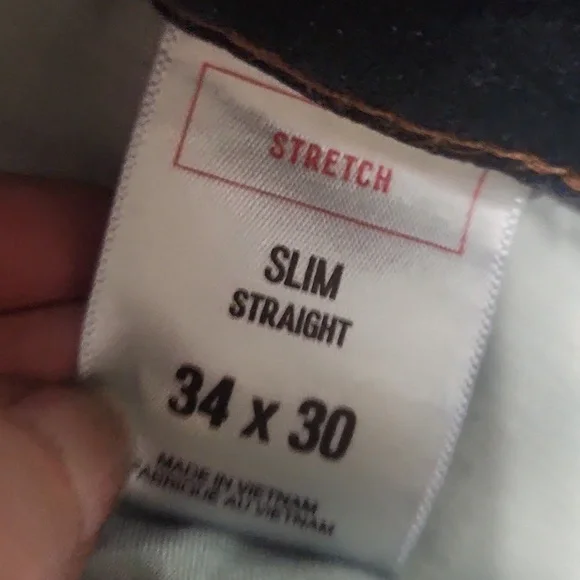 STRETCH
SLIM
STRAIGHT
34 x 30
MADE IN VIETNAM
FABRIQUE AU VIETNAM